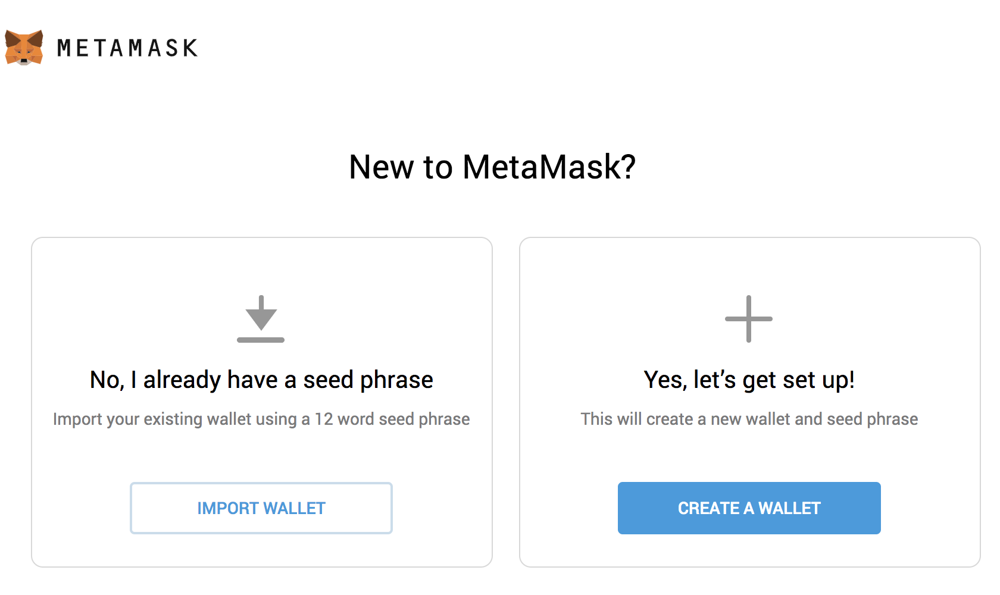 METAMASK
New to MetaMask?
No, I already have a seed phrase
Import your existing wallet using a 12 word seed phrase
IMPORT WALLET
Yes, let’s get set up!
This will create a new wallet and seed phrase
CREATE A WALLET